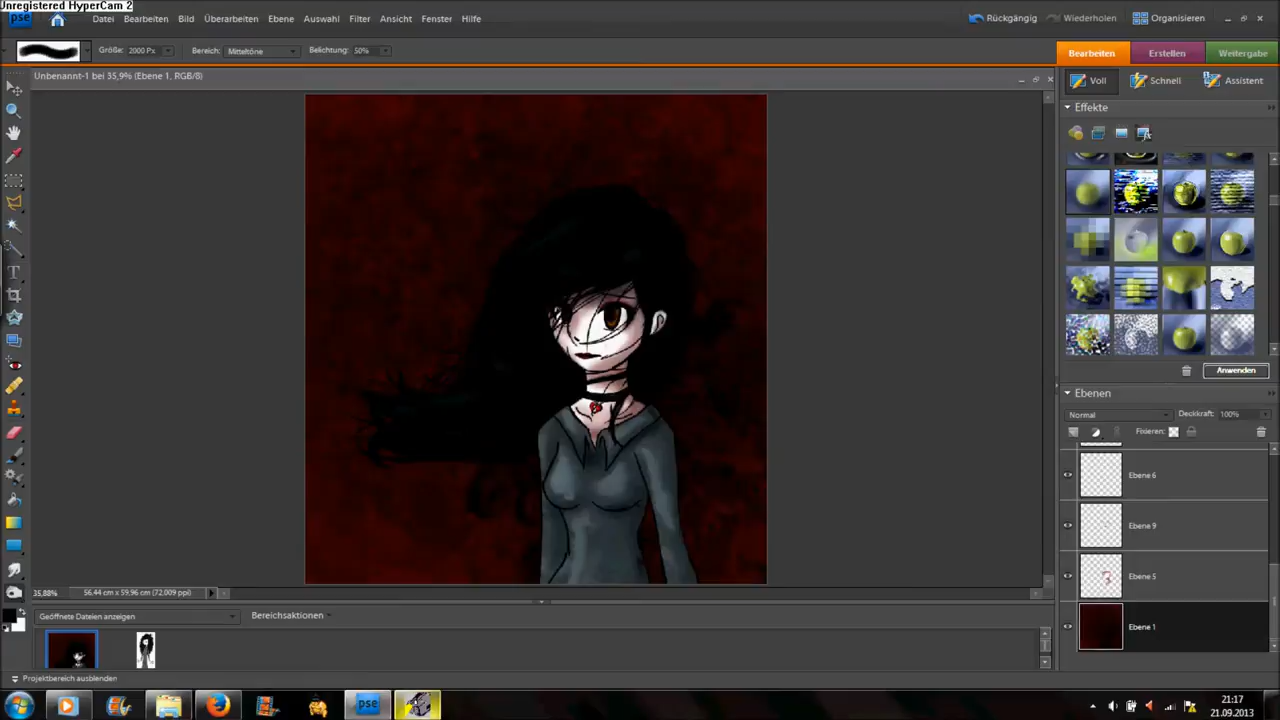 Unregistered HyperCam 2
pse
Datei Bearbeiten Bild Überarbeiten Ebene Auswahl Filter Ansicht Fenster Hilfe
Rückgängig Wiederholen Organisieren
Größe: 2000 Px Bereich: Mitteltöne Belichtung: 50%
Bearbeiten Erstellen Weitergabe
Unbenannt-1 bei 35,9% (Ebene 1, RGB/8)
Voll Schnell Assistent
Effekte
Anwenden
Ebenen
Normal Deckkraft: 100%
Fixieren:
Ebene 6
Ebene 9
Ebene 5
Ebene 1
35,88% 56,44 cm x 59,96 cm (72,009 ppi)
Geöffnete Dateien anzeigen Bereichsaktionen
Projektbereich ausblenden
pse
21:17
21.09.2013